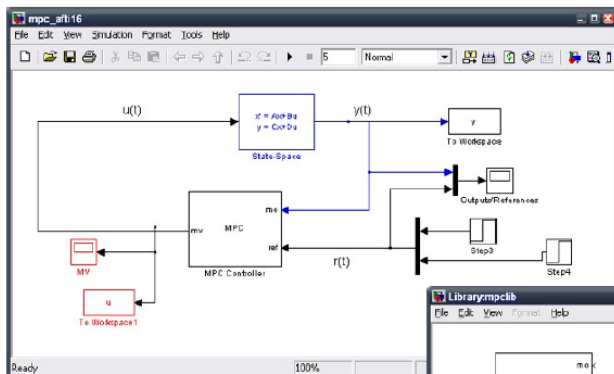 mpc_afti16
File Edit View Simulation Format Tools Help
5 Normal
u(t)
x' = Ax+Bu
y = Cx+Du
State-Space
y(t)
y
To Workspace
Outputs/References
mv
MPC
mo
ref
MPC Controller
r(t)
Step3
Step4
MV
u
To Workspace1
Ready 100%
Library:mpclib
File Edit View Format Help
mo